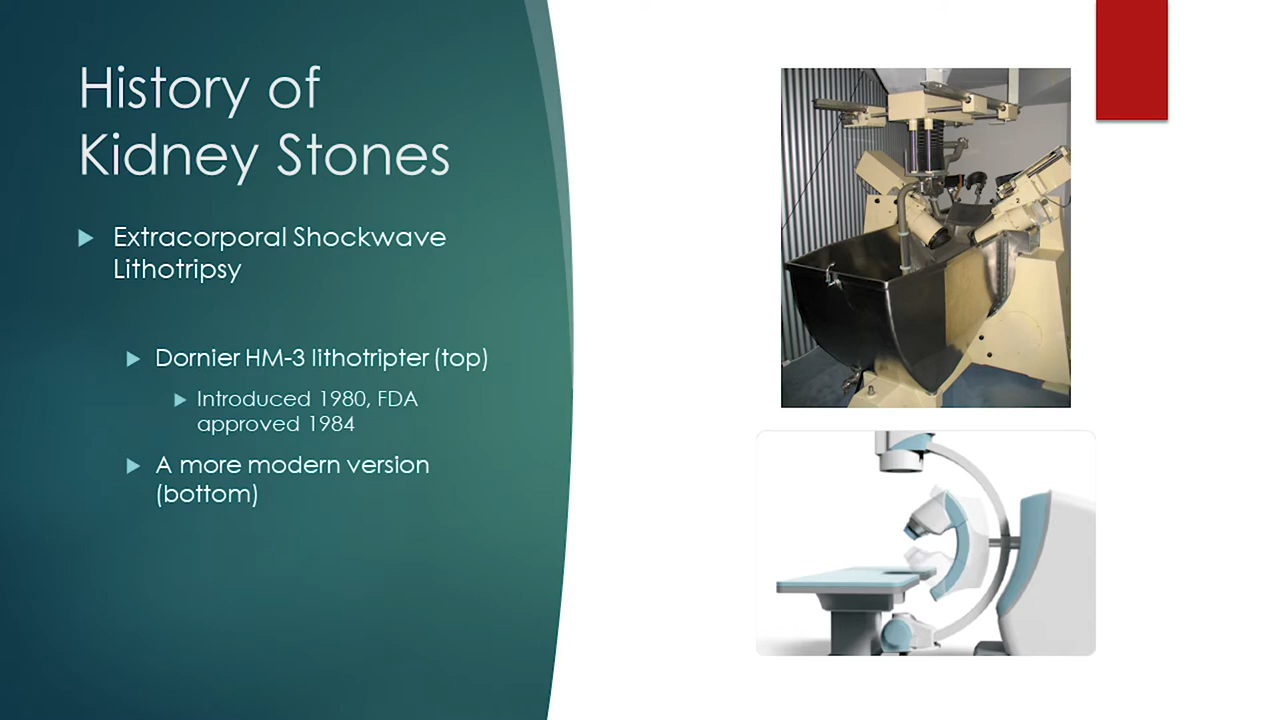 History of
Kidney Stones
Extracorporal Shockwave
Lithotripsy
Dornier HM-3 lithotripter (top)
Introduced 1980, FDA
approved 1984
A more modern version
(bottom)
2